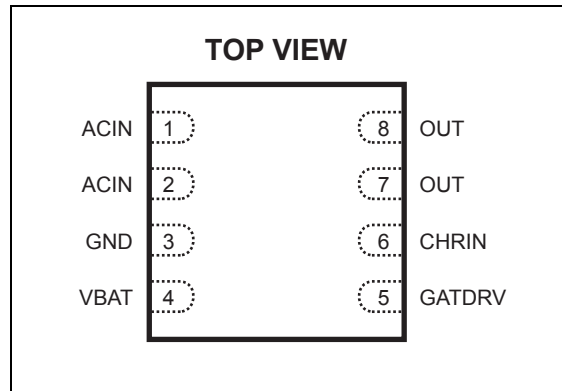 TOP VIEW
ACIN 1 8 OUT
ACIN 2 7 OUT
GND 3 6 CHRIN
VBAT 4 5 GATDRV